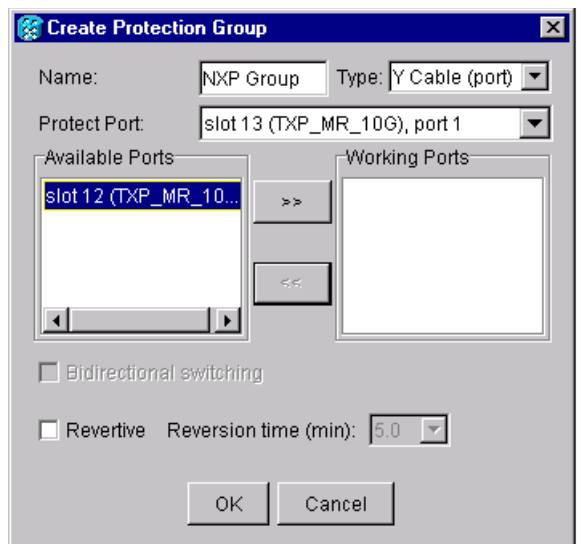 Create Protection Group
Name: NXP Group Type: Y Cable (port)
Protect Port: slot 13 (TXP_MR_10G), port 1
Available Ports Working Ports
slot 12 (TXP_MR_10...
>>
<<
Bidirectional switching
Revertive Reversion time (min): 5.0
OK Cancel